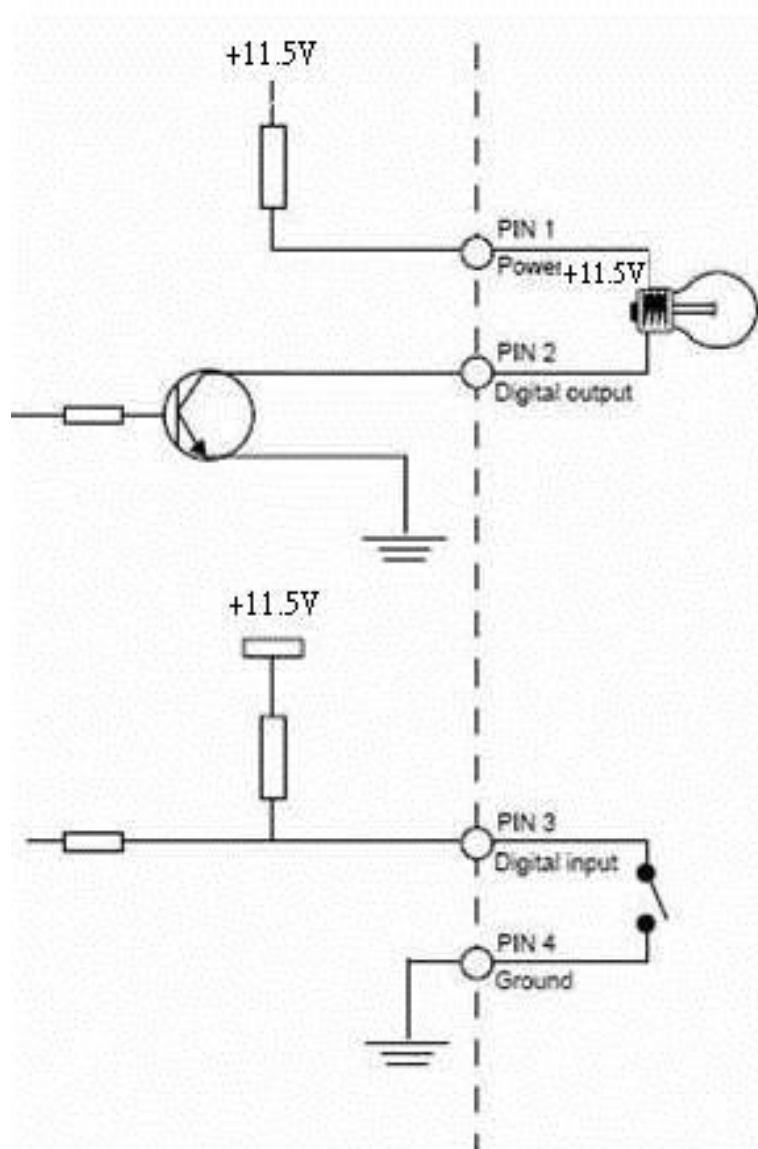 +11.5V
PIN 1
Power +11.5V
PIN 2
Digital output
+11.5V
PIN 3
Digital input
PIN 4
Ground